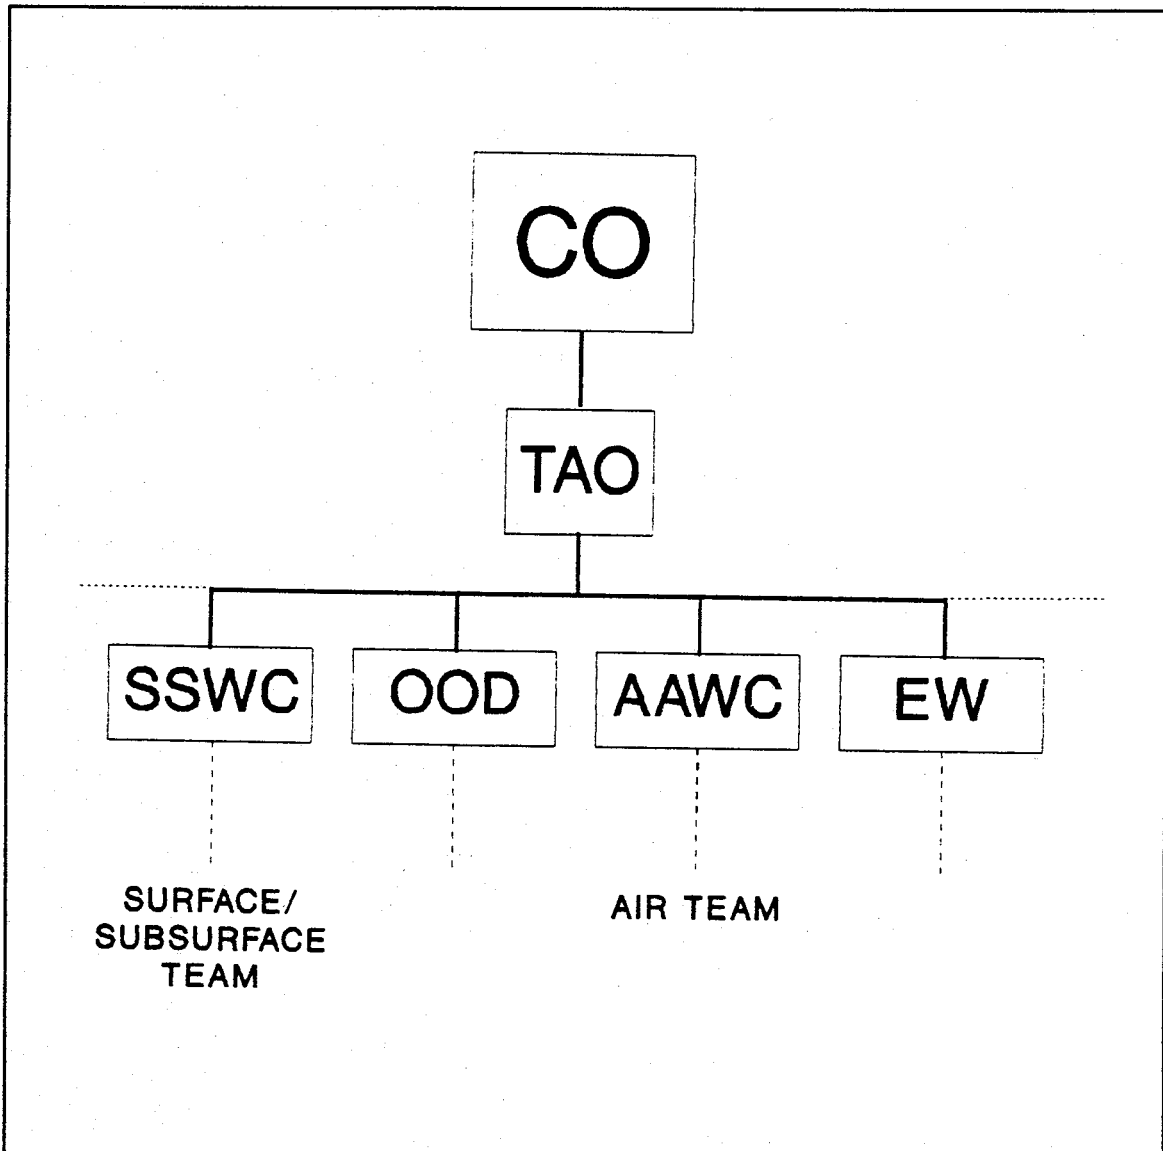 CO
TAO
SSWC
OOD
AAWC
EW
SURFACE/
SUBSURFACE
TEAM
AIR TEAM